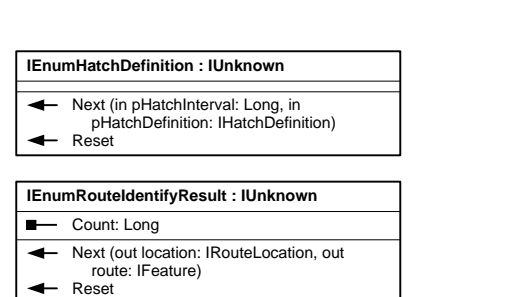 IEnumHatchDefinition : IUnknown
Next (in pHatchInterval: Long, in
pHatchDefinition: IHatchDefinition)
Reset
IEnumRouteIdentifyResult : IUnknown
Count: Long
Next (out location: IRouteLocation, out
route: IFeature)
Reset